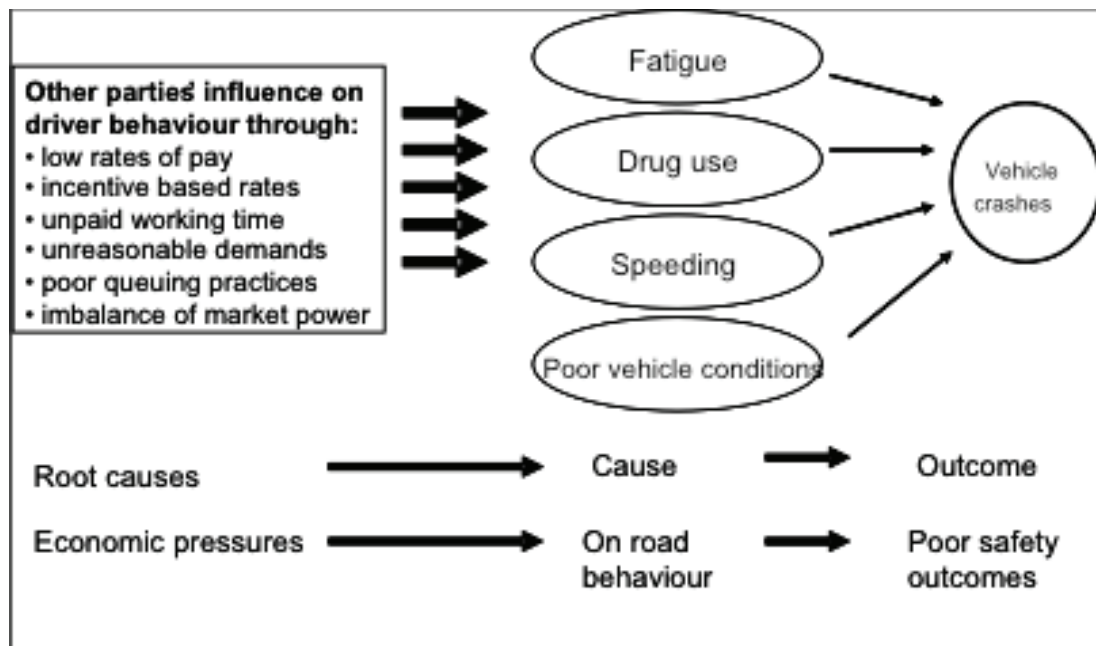 Other parties' influence on
driver behaviour through:
• low rates of pay
• incentive based rates
• unpaid working time
• unreasonable demands
• poor queuing practices
• imbalance of market power
Fatigue
Drug use
Speeding
Poor vehicle conditions
Vehicle
crashes
Root causes
Cause
Outcome
Economic pressures
On road
behaviour
Poor safety
outcomes